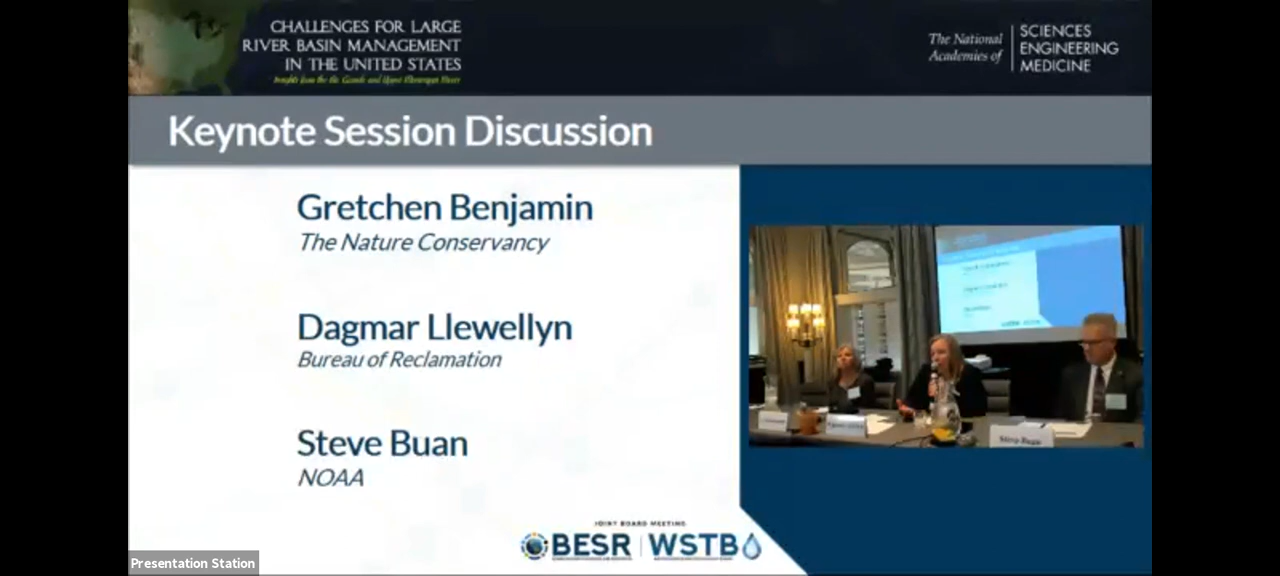 CHALLENGES FOR LARGE
RIVER BASIN MANAGEMENT
IN THE UNITED STATES
The National
Academies of
SCIENCES
ENGINEERING
MEDICINE
Keynote Session Discussion
Gretchen Benjamin
The Nature Conservancy
Dagmar Llewellyn
Bureau of Reclamation
Steve Buan
NOAA
Steve Buan
JOINT BOARD MEETING
BESR | WSTB
Presentation Station